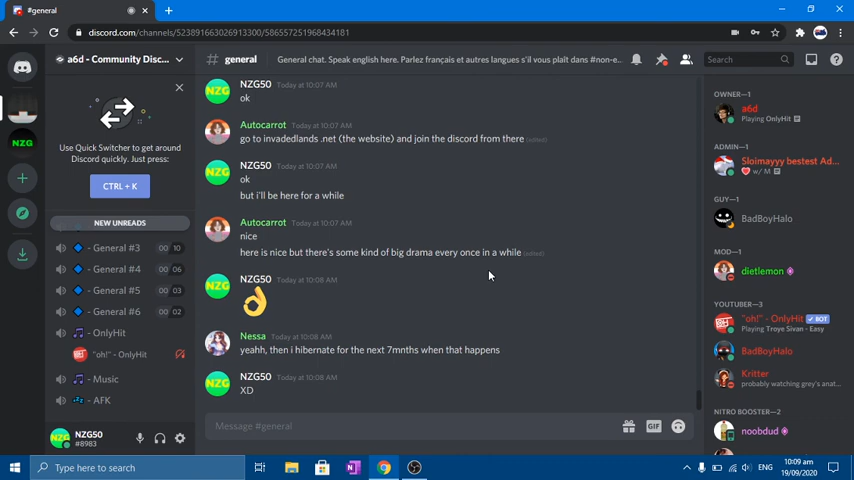 #general
discord.com/channels/523891663026913300/586557251968434181
a6d - Community Disc...
# general
General chat. Speak english here. Parlez français et autres langues s'il vous plaît dans #non-e...
Search
Use Quick Switcher to get around
Discord quickly. Just press:
CTRL + K
NEW UNREADS
- General #3 00 10
- General #4 00 06
- General #5 00 03
- General #6 00 02
- OnlyHit
"oh!" - OnlyHit
- Music
- AFK
NZG
NZG50
#8983
NZG
NZG50 Today at 10:07 AM
ok
Autocarrot Today at 10:07 AM
go to invadedlands .net (the website) and join the discord from there (edited)
NZG
NZG50 Today at 10:07 AM
ok
but i'll be here for a while
Autocarrot Today at 10:07 AM
nice
here is nice but there's some kind of big drama every once in a while (edited)
NZG
NZG50 Today at 10:08 AM
Nessa Today at 10:08 AM
yeahh, then i hibernate for the next 7mnths when that happens
NZG
NZG50 Today at 10:08 AM
XD
Message #general
GIF
OWNER—1
a6d
Playing OnlyHit
ADMIN—1
Sloimayyy bestest Ad...
w/ M
GUY—1
BadBoyHalo
MOD—1
dietlemon
YOUTUBER—3
"oh!" - OnlyHit BOT
Playing Troye Sivan - Easy
BadBoyHalo
Kritter
probably watching grey's anat...
NITRO BOOSTER—2
noobdud
Type here to search
ENG
10:09 am
19/09/2020